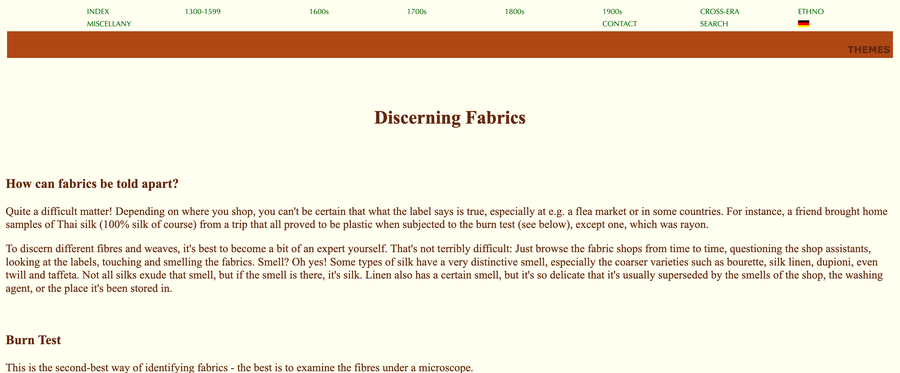 INDEX 1300-1599 1600s 1700s 1800s 1900s CROSS-ERA ETHNO
MISCELLANY CONTACT SEARCH
THEMES
Discerning Fabrics
How can fabrics be told apart?
Quite a difficult matter! Depending on where you shop, you can't be certain that what the label says is true, especially at e.g. a flea market or in some countries. For instance, a friend brought home
samples of Thai silk (100% silk of course) from a trip that all proved to be plastic when subjected to the burn test (see below), except one, which was rayon.
To discern different fibres and weaves, it's best to become a bit of an expert yourself. That's not terribly difficult: Just browse the fabric shops from time to time, questioning the shop assistants,
looking at the labels, touching and smelling the fabrics. Smell? Oh yes! Some types of silk have a very distinctive smell, especially the coarser varieties such as bourette, silk linen, dupioni, even
twill and taffeta. Not all silks exude that smell, but if the smell is there, it's silk. Linen also has a certain smell, but it's so delicate that it's usually superseded by the smells of the shop, the washing
agent, or the place it's been stored in.
Burn Test
This is the second-best way of identifying fabrics - the best is to examine the fibres under a microscope.